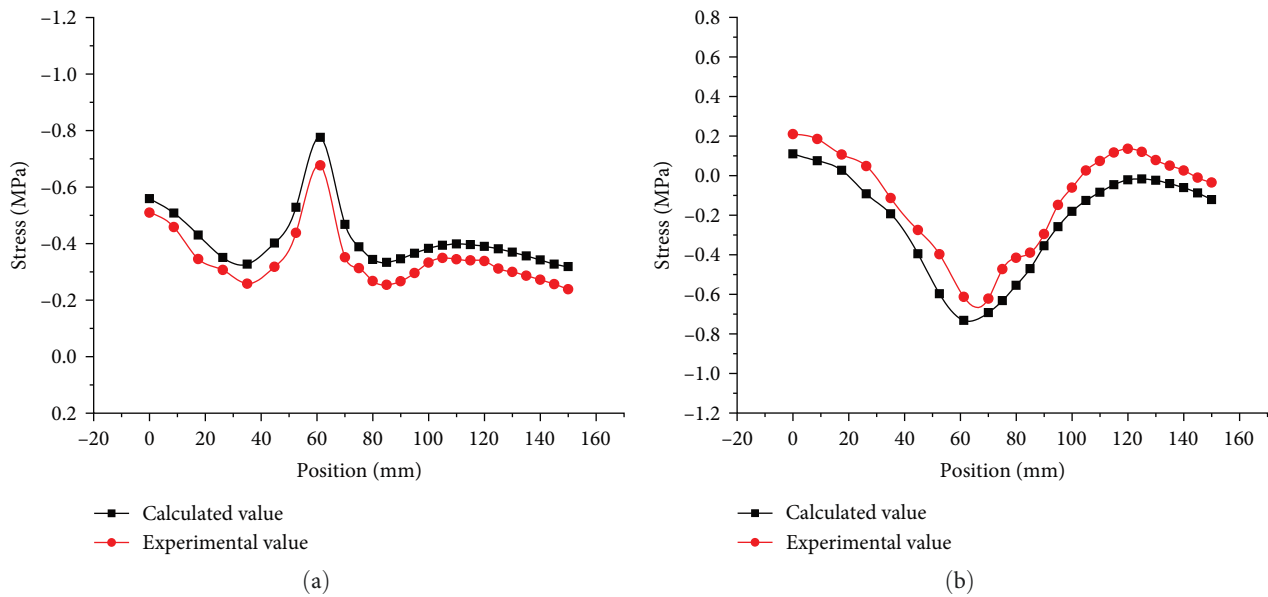 −1.2
−1.0
−0.8
−0.6
−0.4
−0.2
0.0
0.2
Stress (MPa)
−20 0 20 40 60 80 100 120 140 160
Position (mm)
Calculated value
Experimental value
(a)
0.8
0.6
0.4
0.2
0.0
−0.2
−0.4
−0.6
−0.8
−1.0
−1.2
Stress (MPa)
−20 0 20 40 60 80 100 120 140 160
Position (mm)
Calculated value
Experimental value
(b)